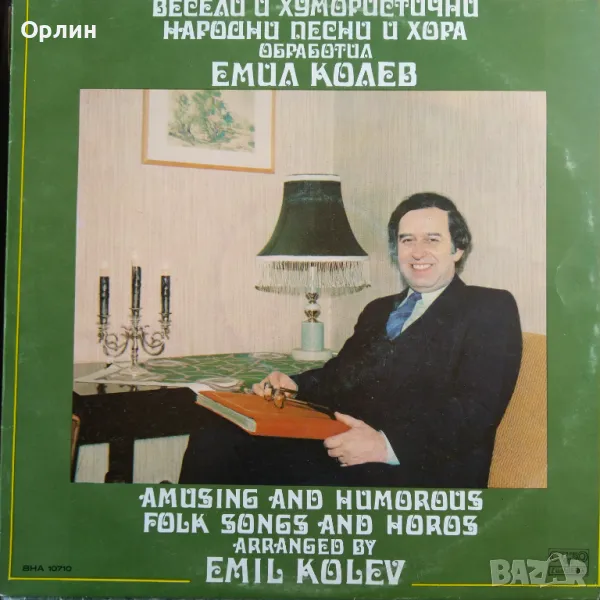 Орлин
ВЕСЕЛИ И ХУМОРИСТИЧНИ
НАРОДНИ ПЕСНИ И ХОРА
ОБРАБОТИЛ
ЕМИЛ КОЛЕВ
AMUSING AND HUMOROUS
FOLK SONGS AND HOROS
ARRANGED BY
EMIL KOLEV
ВНА 10710
BAZAR